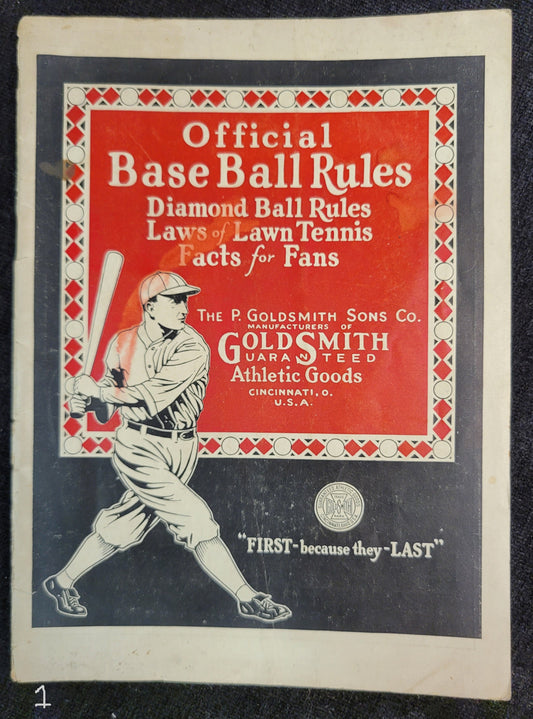 Official
Base Ball Rules
Diamond Ball Rules
Laws of Lawn Tennis
Facts for Fans
THE P. GOLDSMITH SONS CO.
MANUFACTURERS OF
GOLDSMITH
GUARANTEED
Athletic Goods
CINCINNATI, O.
U.S.A.
"FIRST-because they-LAST"
1